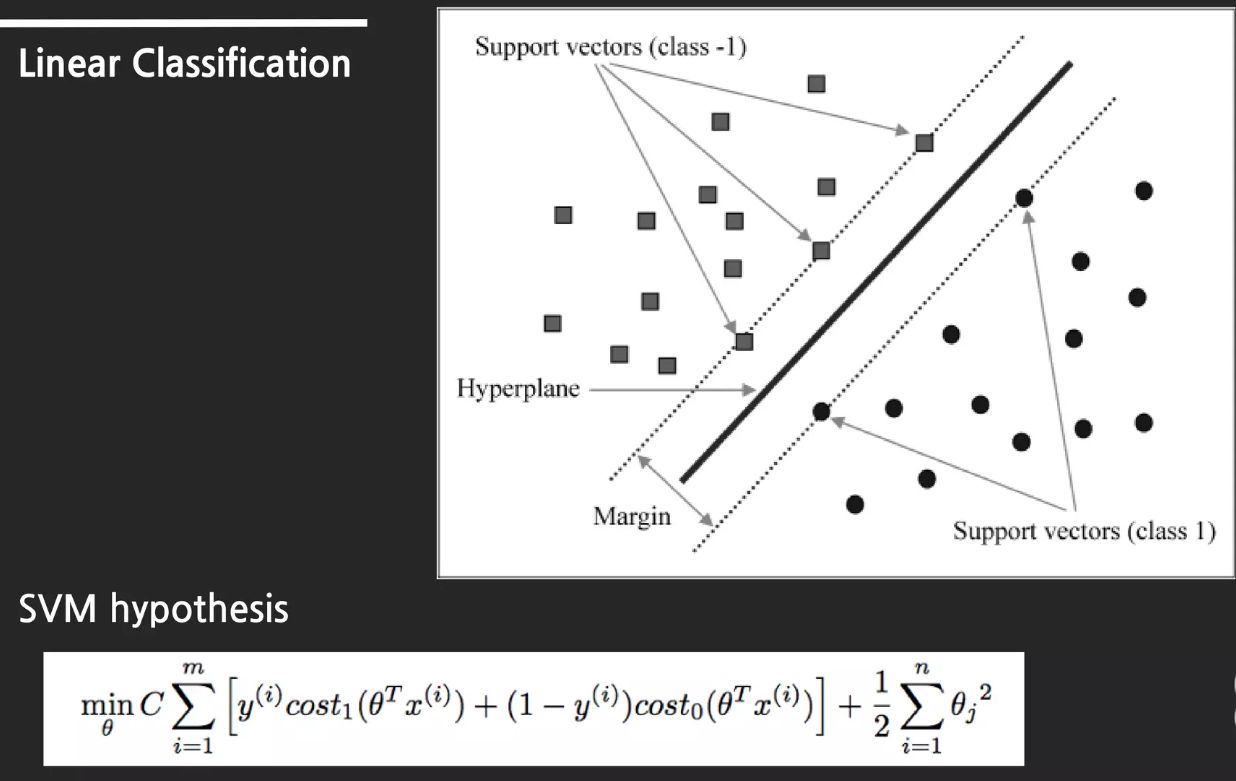 Linear Classification
Support vectors (class -1)
Hyperplane
Margin
Support vectors (class 1)
SVM hypothesis
\min_{\theta} C \sum_{i=1}^{m} \left[ y^{(i)} cost_1(\theta^T x^{(i)}) + (1 - y^{(i)}) cost_0(\theta^T x^{(i)}) \right] + \frac{1}{2} \sum_{i=1}^{n} \theta_j{}^2